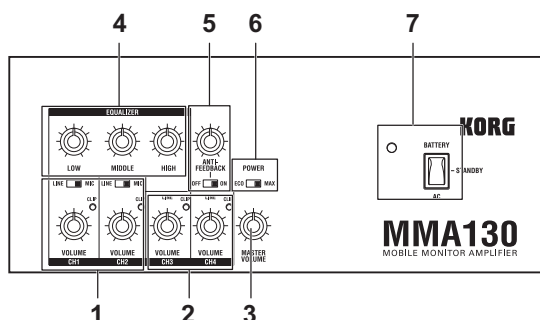 4 5 6 7
EQUALIZER
LOW MIDDLE HIGH
ANTI-
FEEDBACK
OFF ON
POWER
ECO MAX
BATTERY
STANDBY
AC
KORG
LINE MIC LINE MIC
CLIP CLIP CLIP CLIP
VOLUME VOLUME VOLUME VOLUME
CH1 CH2 CH3 CH4
MASTER
VOLUME
MMA130
MOBILE MONITOR AMPLIFIER
1 2 3